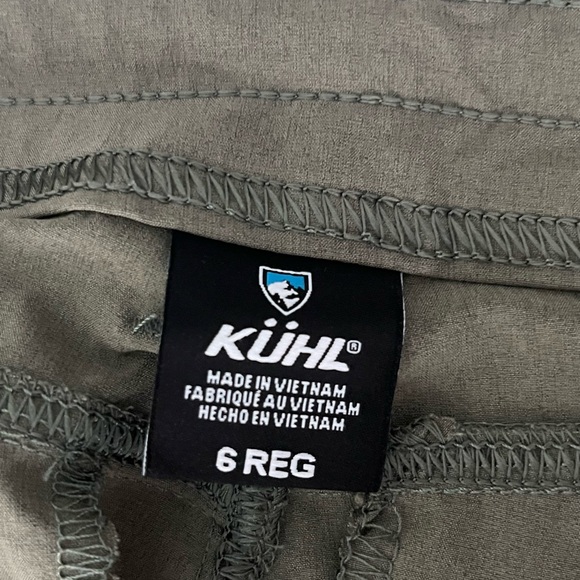 KÜHL®
MADE IN VIETNAM
FABRIQUÉ AU VIETNAM
HECHO EN VIETNAM
6 REG